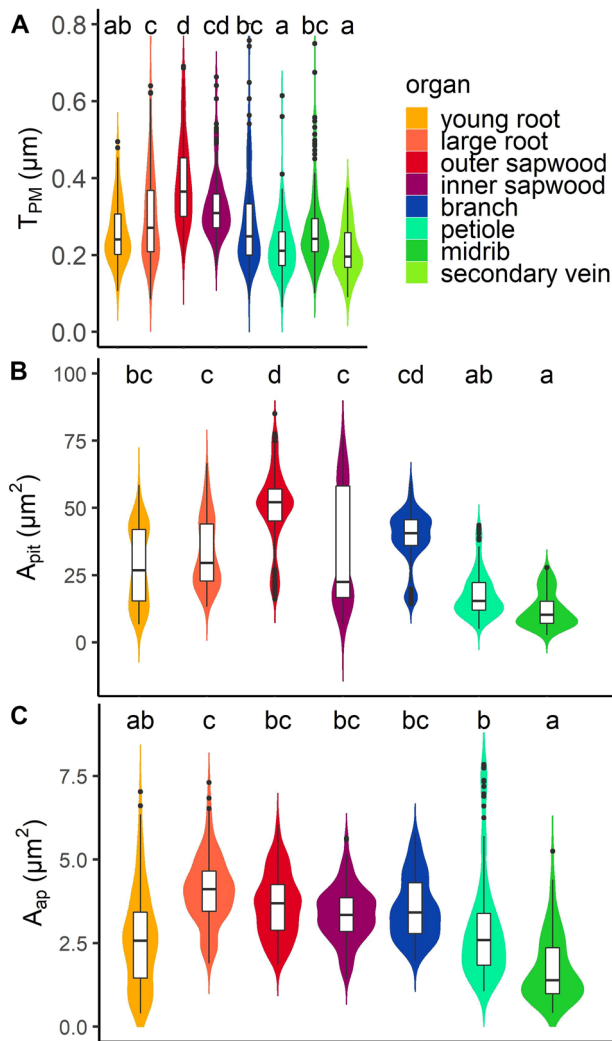 A
ab c d cd bc a bc a
0.8
0.6
0.4
0.2
0.0
T_PM (µm)
organ
young root
large root
outer sapwood
inner sapwood
branch
petiole
midrib
secondary vein
B
bc c d c cd ab a
100
75
50
25
0
A_pit (µm²)
C
ab c bc bc bc b a
7.5
5.0
2.5
0.0
A_ap (µm²)